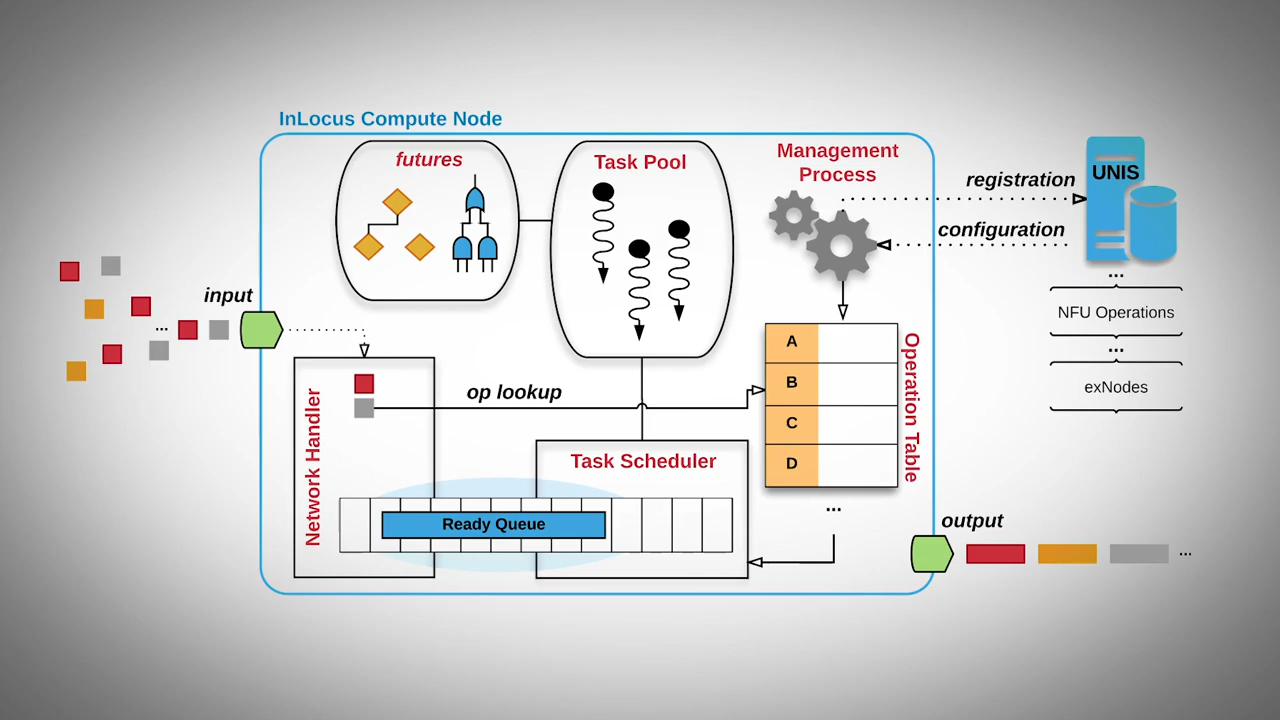 InLocus Compute Node
futures
Task Pool
Management
Process
registration
configuration
UNIS
...
NFU Operations
...
exNodes
input
...
Network Handler
op lookup
A
B
C
D
Operation Table
...
Task Scheduler
Ready Queue
output
...